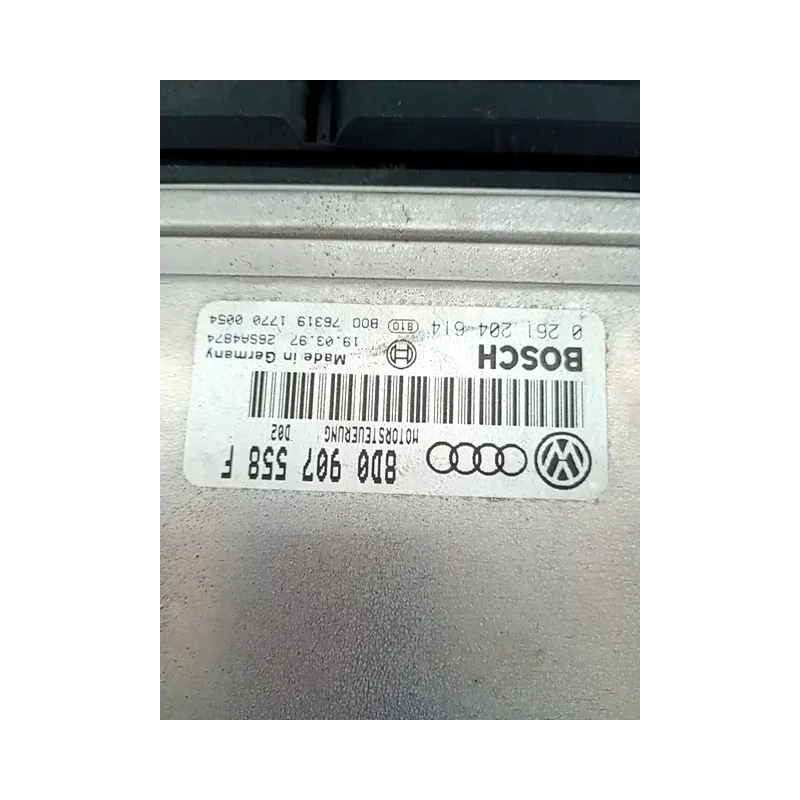 8D0 907 558 F
MOTORSTEUERUNG D02
BOSCH
Made in Germany
19.03.97 26SA4874
0 261 204 614 810 B00 76319 1770 0054